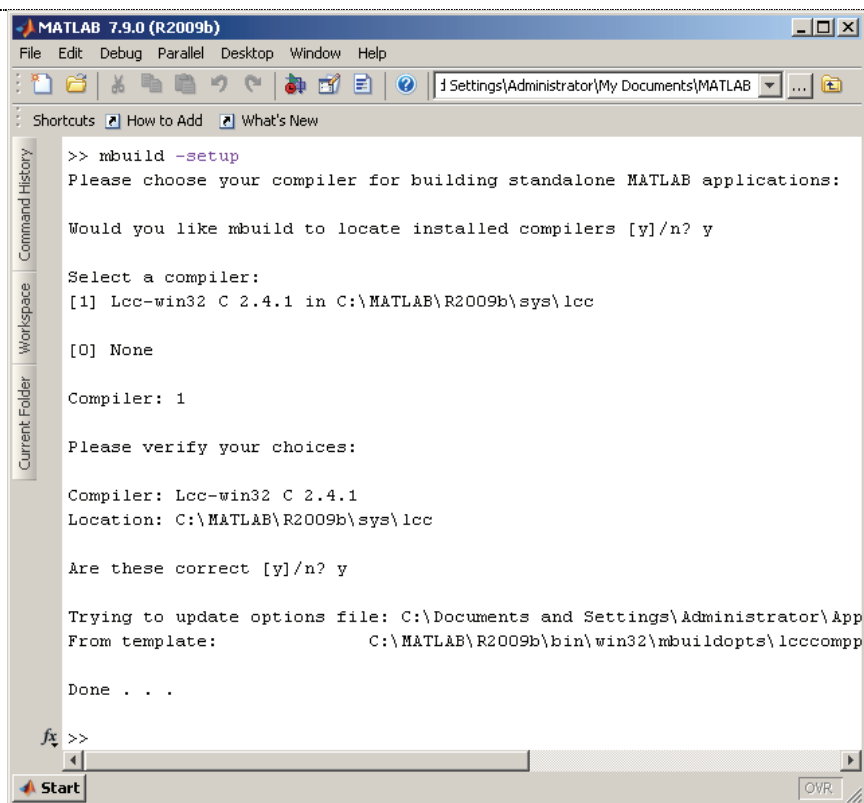 MATLAB 7.9.0 (R2009b)
File Edit Debug Parallel Desktop Window Help
Settings\Administrator\My Documents\MATLAB ...
Shortcuts How to Add What's New
Command History
Workspace
Current Folder
>> mbuild -setup
Please choose your compiler for building standalone MATLAB applications:
Would you like mbuild to locate installed compilers [y]/n? y
Select a compiler:
[1] Lcc-win32 C 2.4.1 in C:\MATLAB\R2009b\sys\lcc
[0] None
Compiler: 1
Please verify your choices:
Compiler: Lcc-win32 C 2.4.1
Location: C:\MATLAB\R2009b\sys\lcc
Are these correct [y]/n? y
Trying to update options file: C:\Documents and Settings\Administrator\App
From template: C:\MATLAB\R2009b\bin\win32\mbuildopts\lcccompp
Done . . .
fx >>
Start OVR